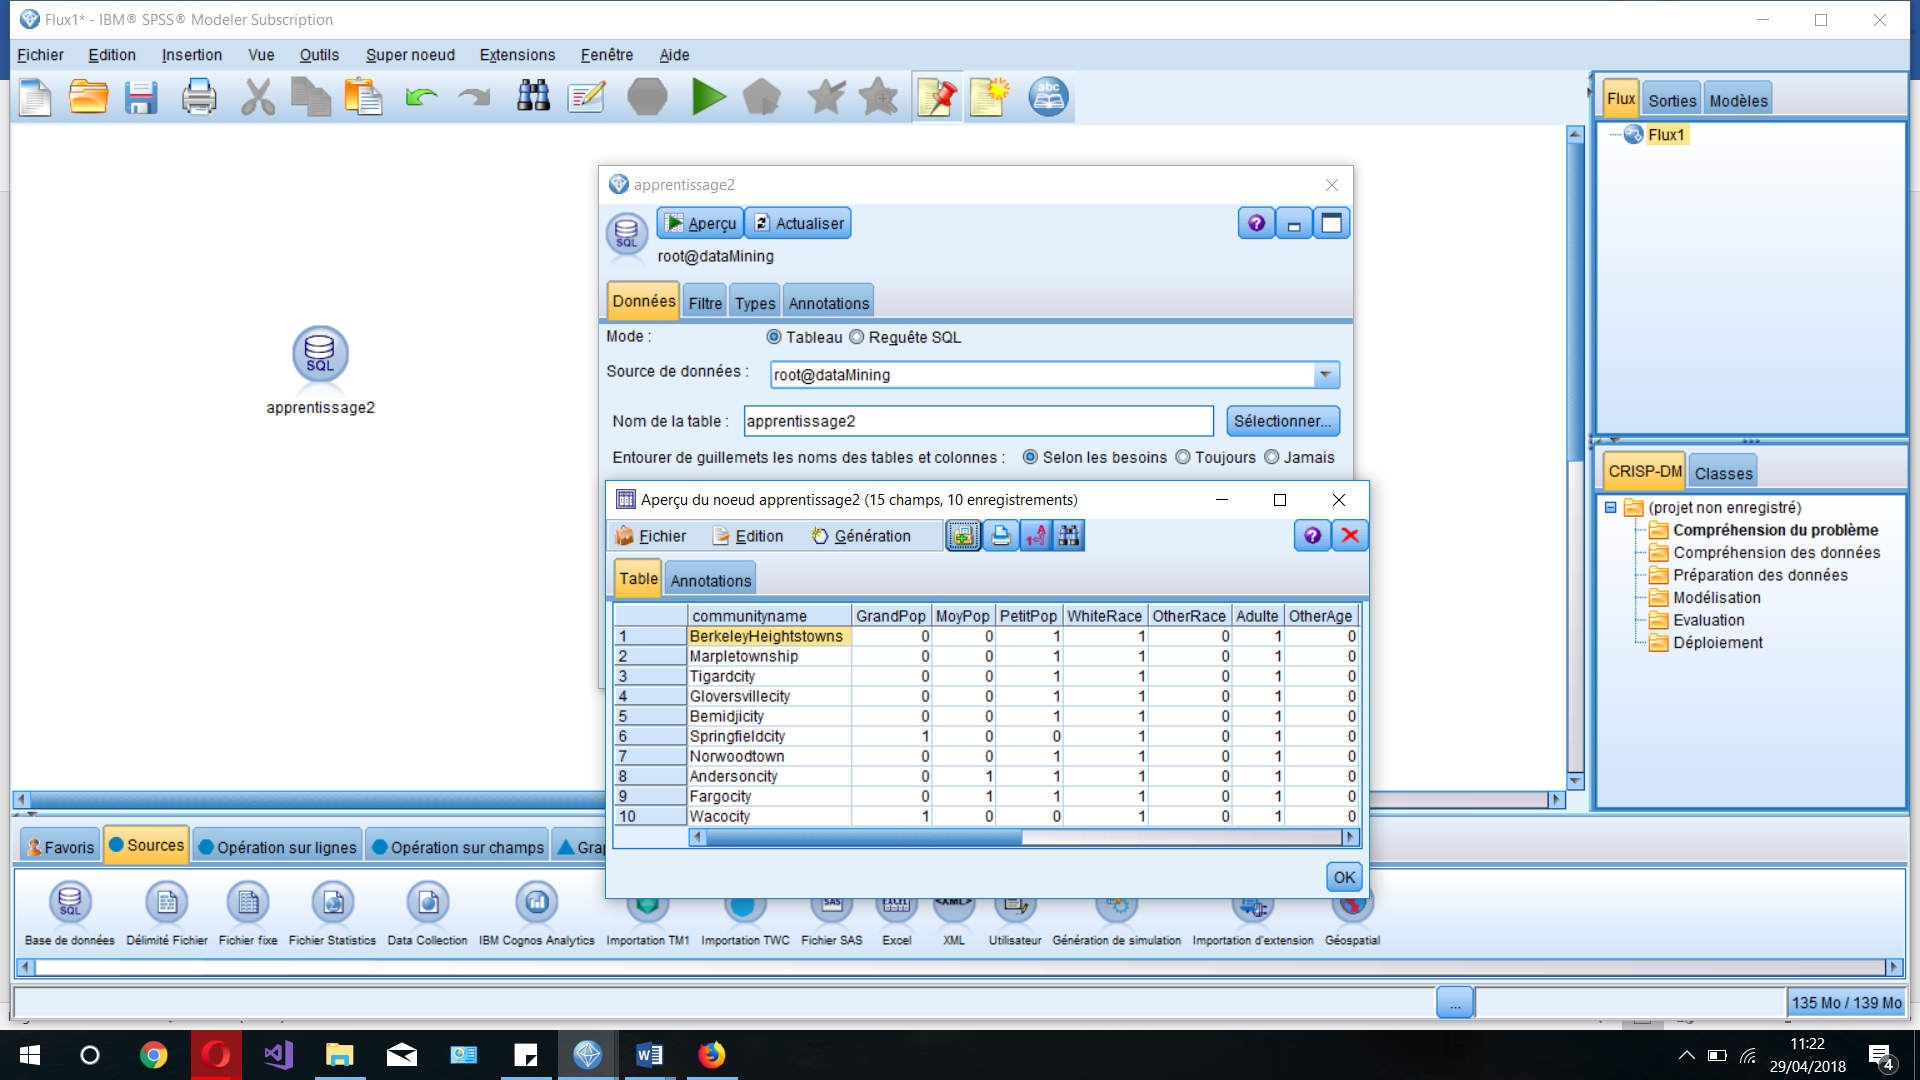 Flux1* - IBM® SPSS® Modeler Subscription
Fichier Edition Insertion Vue Outils Super noeud Extensions Fenêtre Aide
abc
Flux Sorties Modèles
Flux1
SQL
apprentissage2
apprentissage2
SQL
Aperçu Actualiser
root@dataMining
Données Filtre Types Annotations
Mode : Tableau Requête SQL
Source de données : root@dataMining
Nom de la table : apprentissage2 Sélectionner...
Entourer de guillemets les noms des tables et colonnes : Selon les besoins Toujours Jamais
Aperçu du noeud apprentissage2 (15 champs, 10 enregistrements)
Fichier Edition Génération
Table Annotations
communityname GrandPop MoyPop PetitPop WhiteRace OtherRace Adulte OtherAge
1 BerkeleyHeightstowns 0 0 1 1 0 1 0
2 Marpletownship 0 0 1 1 0 1 0
3 Tigardcity 0 0 1 1 0 1 0
4 Gloversvillecity 0 0 1 1 0 1 0
5 Bemidjicity 0 0 1 1 0 1 0
6 Springfieldcity 1 0 0 1 0 1 0
7 Norwoodtown 0 0 1 1 0 1 0
8 Andersoncity 0 1 1 1 0 1 0
9 Fargocity 0 1 1 1 0 1 0
10 Wacocity 1 0 0 1 0 1 0
OK
CRISP-DM Classes
(projet non enregistré)
Compréhension du problème
Compréhension des données
Préparation des données
Modélisation
Evaluation
Déploiement
Favoris Sources Opération sur lignes Opération sur champs Gra
SQL SAS EXCEL <XML>
Base de données Délimité Fichier Fichier fixe Fichier Statistics Data Collection IBM Cognos Analytics Importation TM1 Importation TWC Fichier SAS Excel XML Utilisateur Génération de simulation Importation d'extension Géospatial
...
135 Mo / 139 Mo
11:22
29/04/2018
4